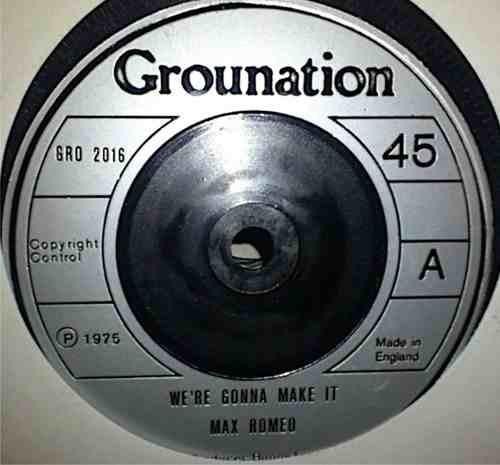 Grounation
GRO 2016
45
Copyright
Control
A
℗ 1975
Made in
England
WE'RE GONNA MAKE IT
MAX ROMEO